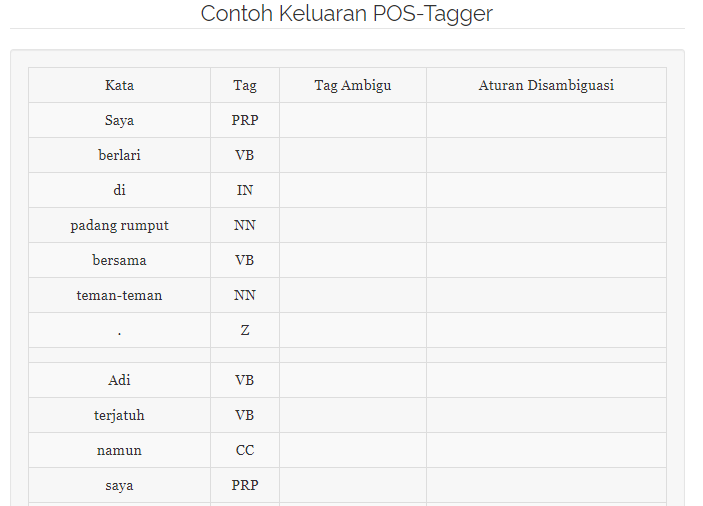 Contoh Keluaran POS-Tagger
Kata Tag Tag Ambigu Aturan Disambiguasi
Saya PRP
berlari VB
di IN
padang rumput NN
bersama VB
teman-teman NN
. Z
Adi VB
terjatuh VB
namun CC
saya PRP